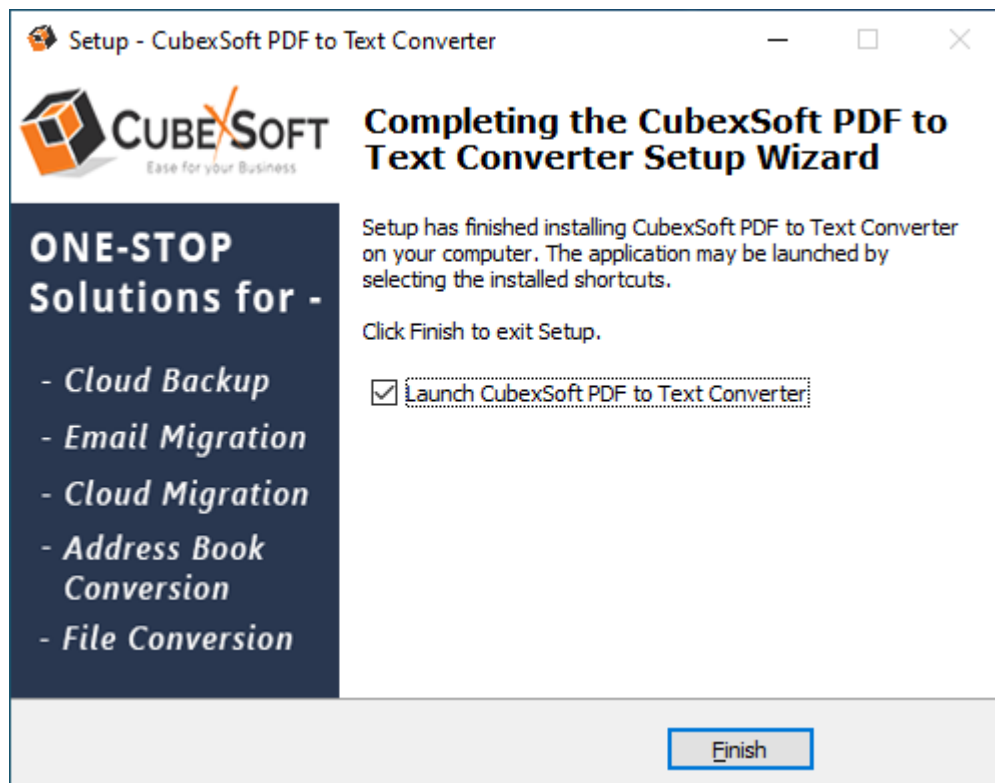 Setup - CubexSoft PDF to Text Converter
CUBEXSOFT
Ease for your Business
ONE-STOP
Solutions for -
- Cloud Backup
- Email Migration
- Cloud Migration
- Address Book
Conversion
- File Conversion
Completing the CubexSoft PDF to
Text Converter Setup Wizard
Setup has finished installing CubexSoft PDF to Text Converter
on your computer. The application may be launched by
selecting the installed shortcuts.
Click Finish to exit Setup.
Launch CubexSoft PDF to Text Converter
Finish